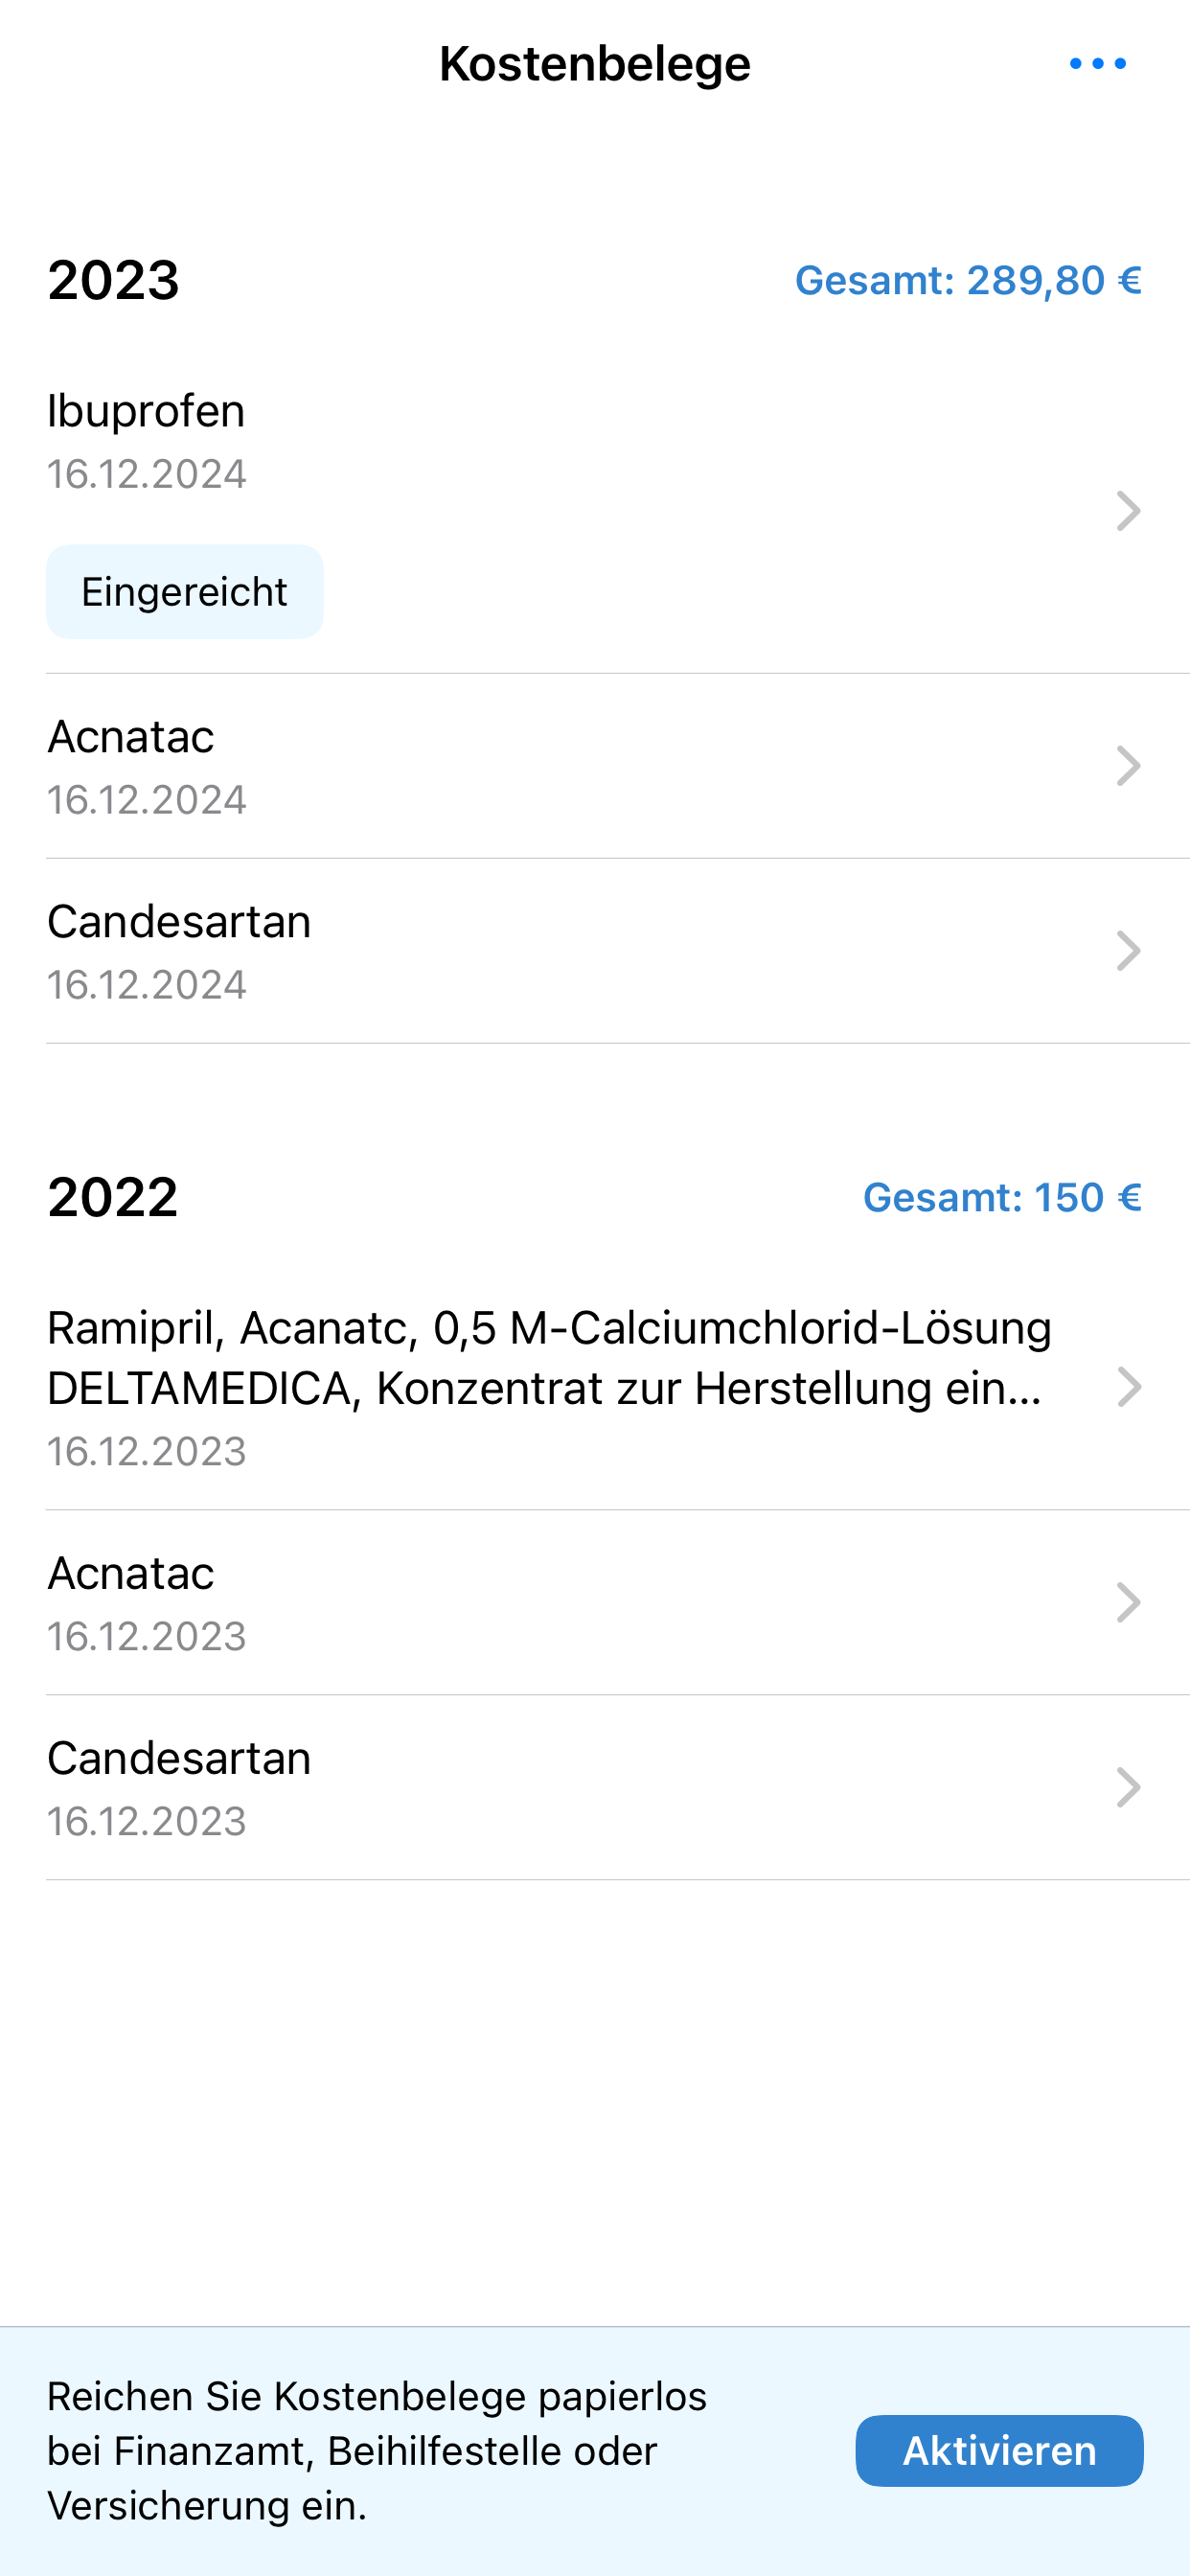 Kostenbelege
2023
Gesamt: 289,80 €
Ibuprofen
16.12.2024
Eingereicht
Acnatac
16.12.2024
Candesartan
16.12.2024
2022
Gesamt: 150 €
Ramipril, Acanatc, 0,5 M-Calciumchlorid-Lösung
DELTAMEDICA, Konzentrat zur Herstellung ein...
16.12.2023
Acnatac
16.12.2023
Candesartan
16.12.2023
Reichen Sie Kostenbelege papierlos
bei Finanzamt, Beihilfestelle oder
Versicherung ein.
Aktivieren